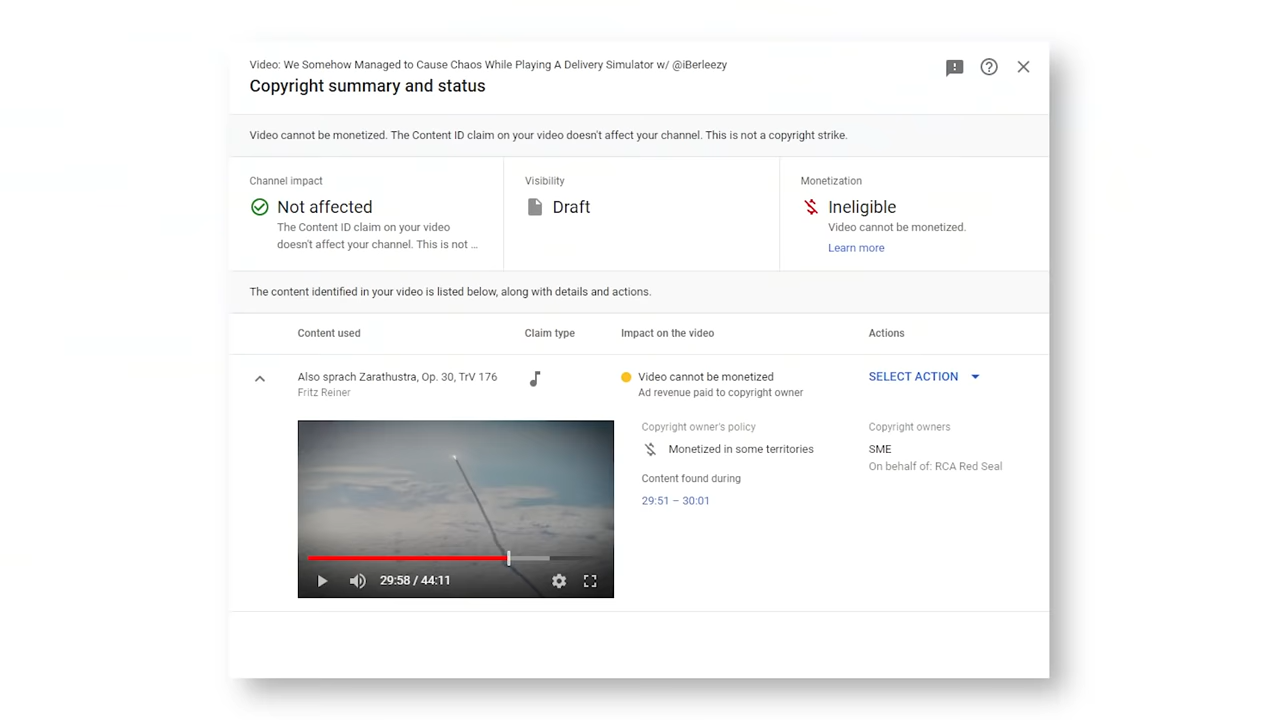 Video: We Somehow Managed to Cause Chaos While Playing A Delivery Simulator w/ @iBerleezy
Copyright summary and status
Video cannot be monetized. The Content ID claim on your video doesn't affect your channel. This is not a copyright strike.
Channel impact
Not affected
The Content ID claim on your video
doesn't affect your channel. This is not ...
Visibility
Draft
Monetization
Ineligible
Video cannot be monetized.
Learn more
The content identified in your video is listed below, along with details and actions.
Content used
Claim type
Impact on the video
Actions
Also sprach Zarathustra, Op. 30, TrV 176
Fritz Reiner
Video cannot be monetized
Ad revenue paid to copyright owner
SELECT ACTION
29:58 / 44:11
Copyright owner's policy
Monetized in some territories
Content found during
29:51 – 30:01
Copyright owners
SME
On behalf of: RCA Red Seal